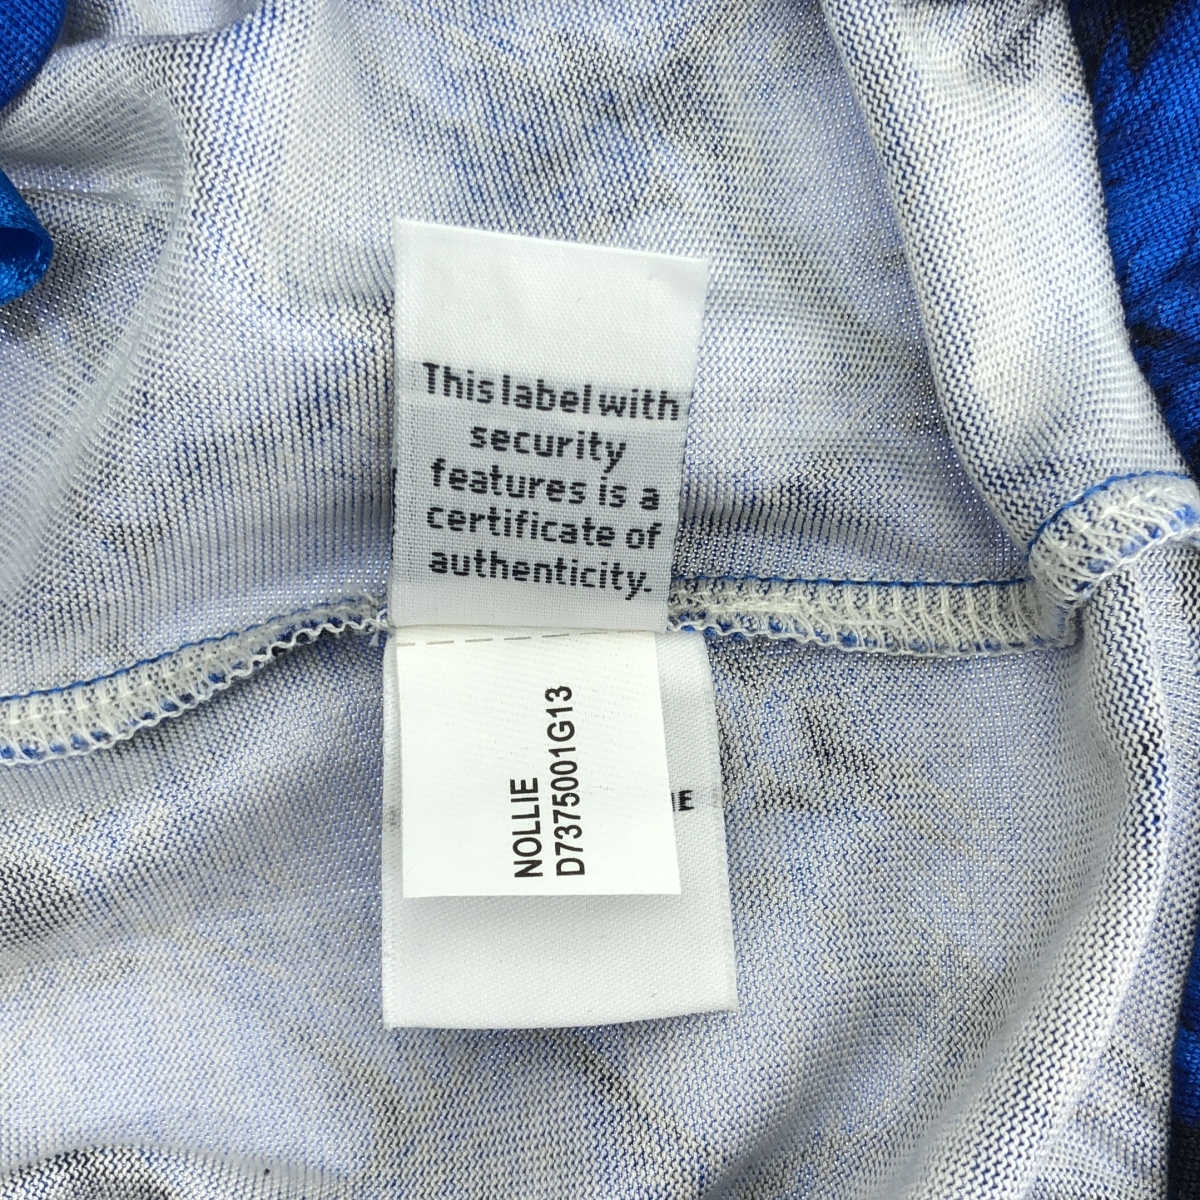 This label with
security
features is a
certificate of
authenticity.
NOLLIE
D7375001G13